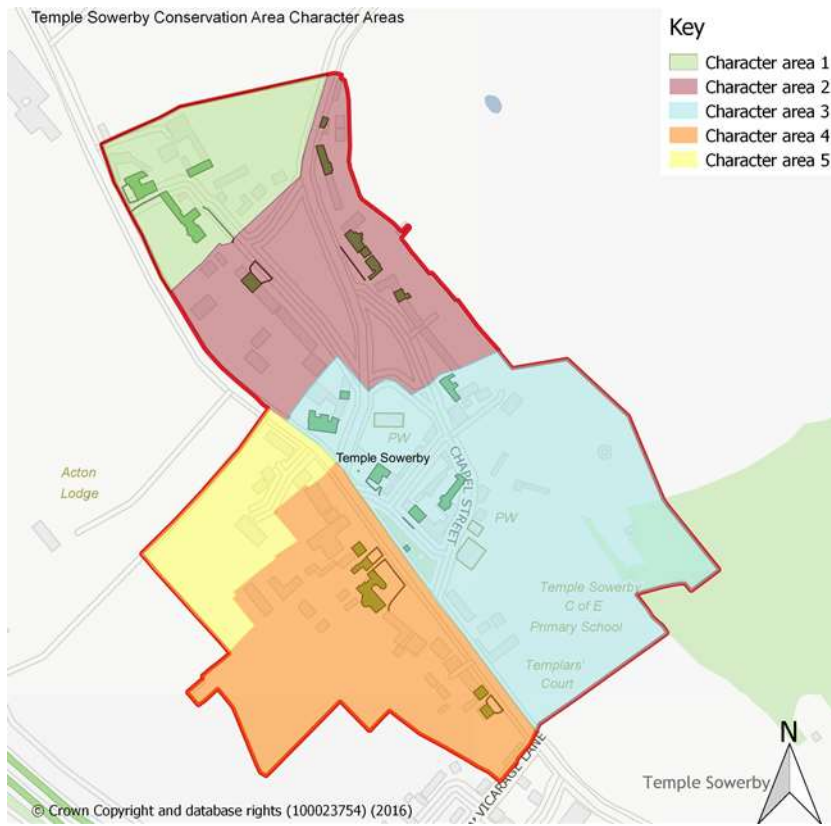 Temple Sowerby Conservation Area Character Areas
Key
Character area 1
Character area 2
Character area 3
Character area 4
Character area 5
PW
Temple Sowerby
CHAPEL STREET
Acton
Lodge
PW
Temple Sowerby
C of E
Primary School
Templars'
Court
VICARAGE LANE
N
Temple Sowerby
© Crown Copyright and database rights (100023754) (2016)